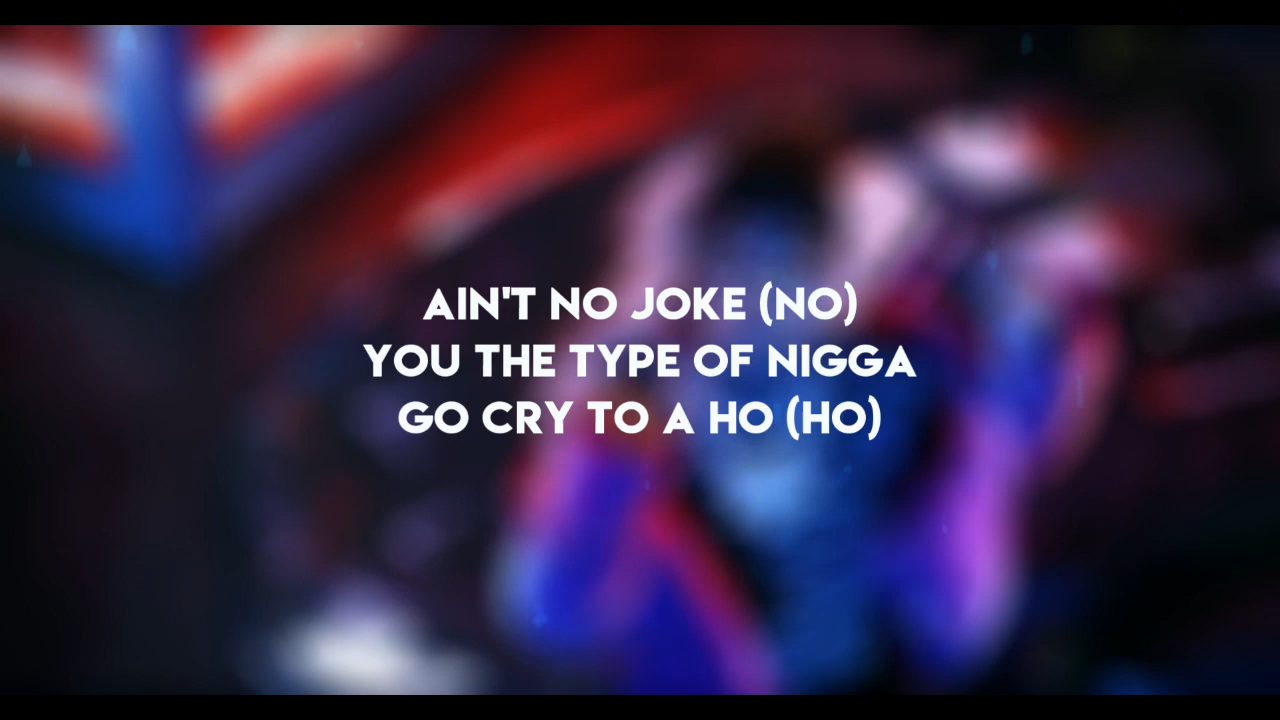 AIN'T NO JOKE (NO)
YOU THE TYPE OF NIGGA
GO CRY TO A HO (HO)